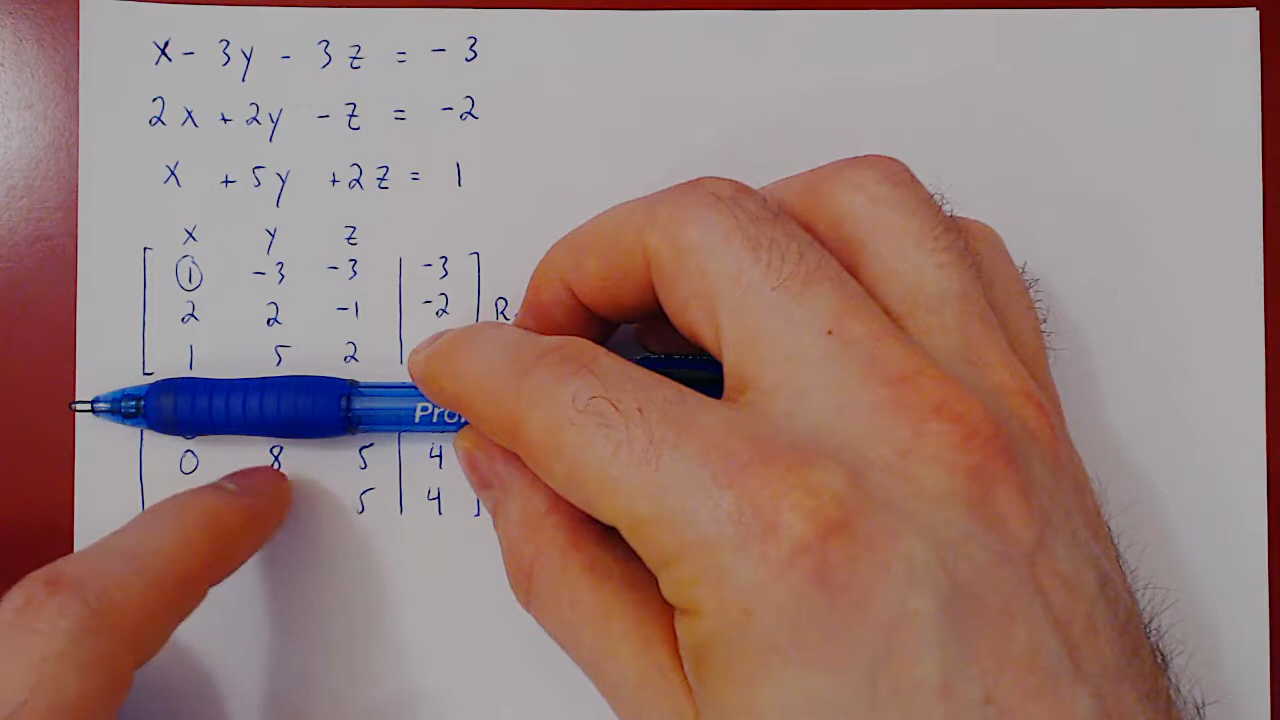 x - 3y - 3z = -3
2x + 2y - z = -2
x + 5y + 2z = 1
x y z
1 -3 -3 | -3
2 2 -1 | -2 R
1 5 2
0 8 5 | 4
5 | 4